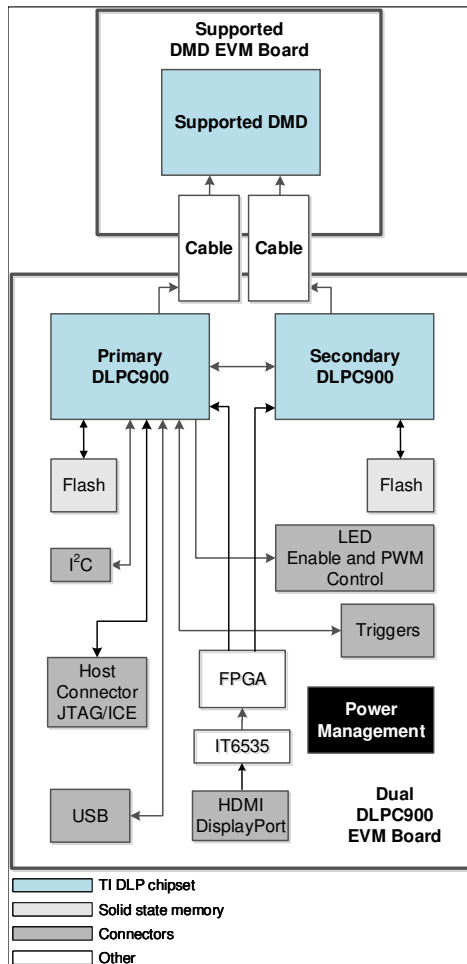 Supported
DMD EVM Board
Supported DMD
Cable
Cable
Primary
DLPC900
Secondary
DLPC900
Flash
Flash
I²C
LED
Enable and PWM
Control
Triggers
Host
Connector
JTAG/ICE
FPGA
Power
Management
IT6535
USB
HDMI
DisplayPort
Dual
DLPC900
EVM Board
TI DLP chipset
Solid state memory
Connectors
Other